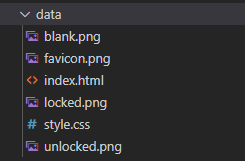 data
blank.png
favicon.png
index.html
locked.png
style.css
unlocked.png